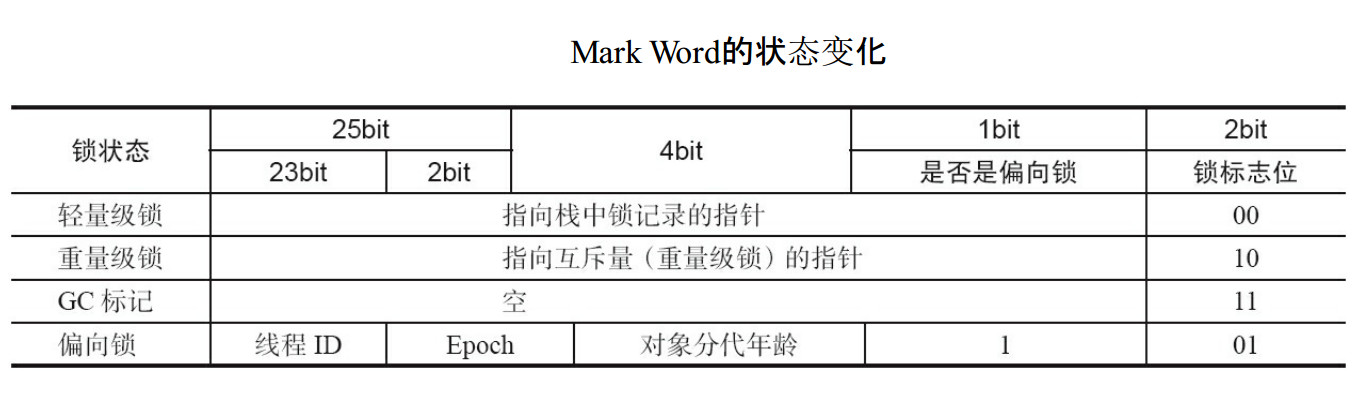 Mark Word的状态变化
锁状态 25bit 4bit 1bit 2bit
23bit 2bit 是否是偏向锁 锁标志位
轻量级锁 指向栈中锁记录的指针 00
重量级锁 指向互斥量（重量级锁）的指针 10
GC 标记 空 11
偏向锁 线程 ID Epoch 对象分代年龄 1 01